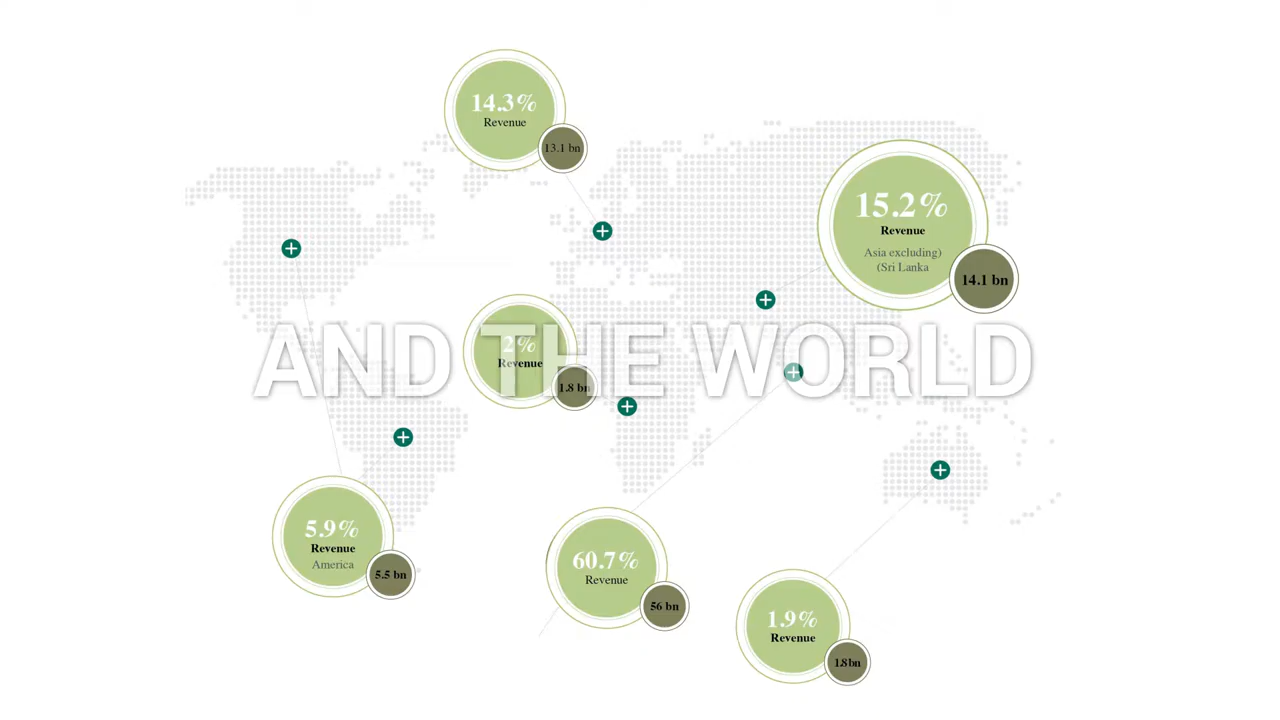 14.3%
Revenue
13.1 bn
15.2%
Revenue
Asia excluding)
(Sri Lanka
14.1 bn
2%
Revenue
1.8 bn
AND THE WORLD
5.9%
Revenue
America
5.5 bn
60.7%
Revenue
56 bn
1.9%
Revenue
1.8bn